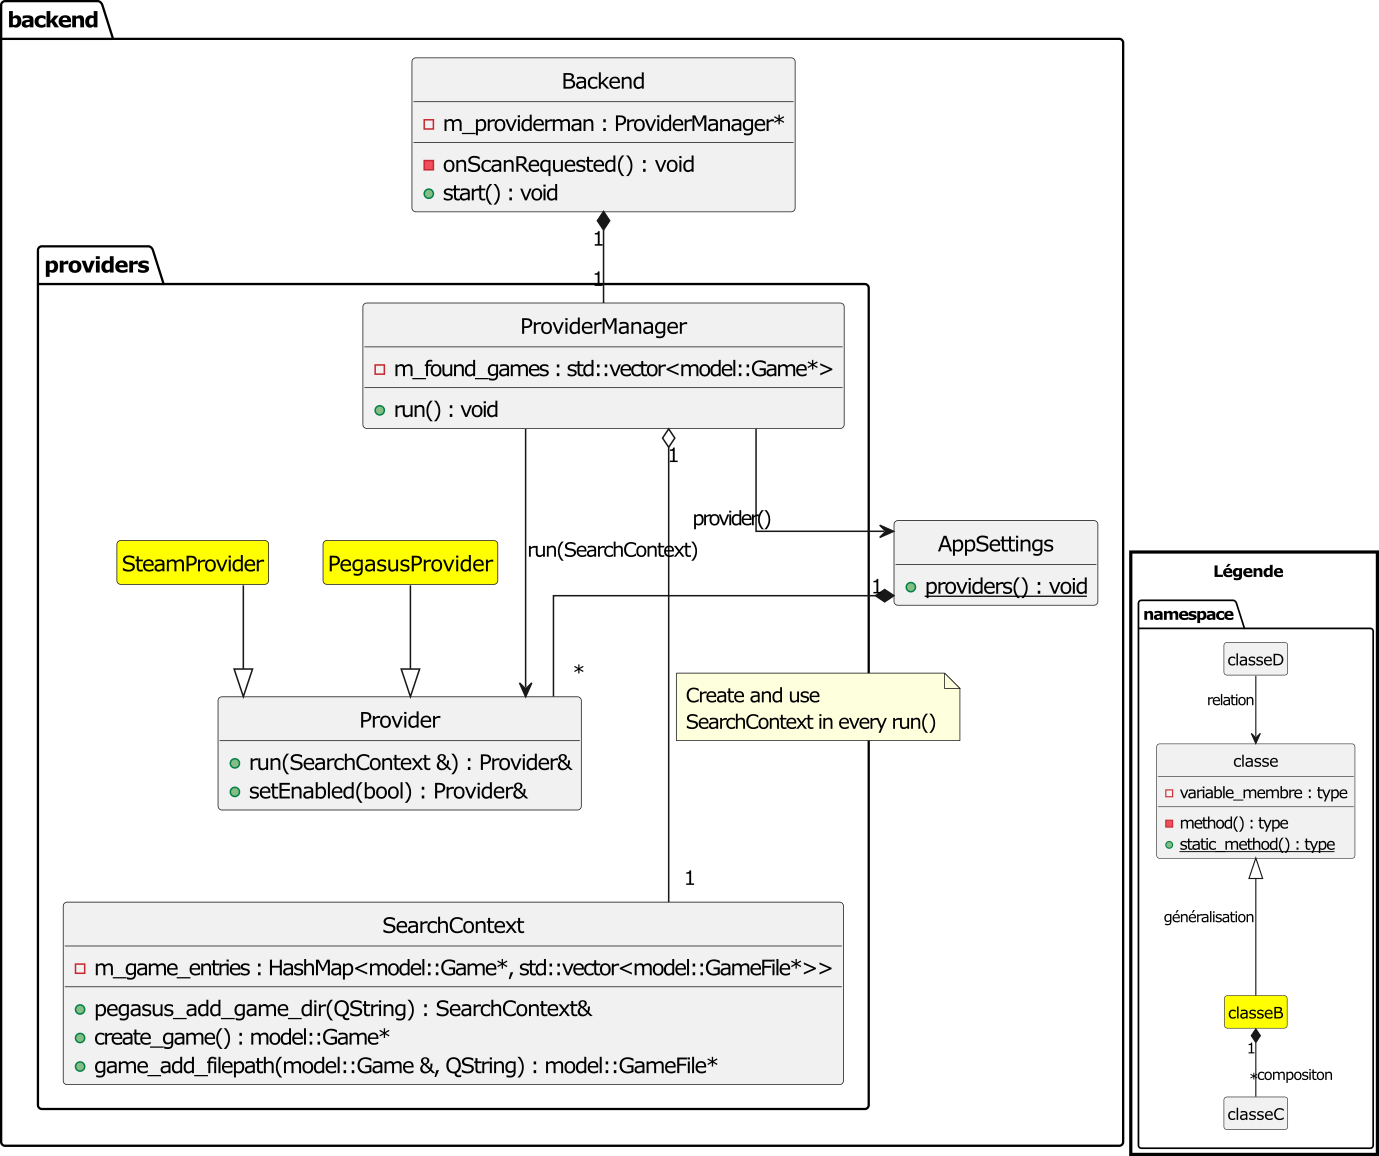 backend
Backend
m_providerman : ProviderManager*
onScanRequested() : void
start() : void
1
1
providers
ProviderManager
m_found_games : std::vector<model::Game*>
run() : void
1
provider()
run(SearchContext)
SteamProvider
PegasusProvider
AppSettings
providers() : void
1
*
Provider
run(SearchContext &) : Provider&
setEnabled(bool) : Provider&
Create and use
SearchContext in every run()
1
SearchContext
m_game_entries : HashMap<model::Game*, std::vector<model::GameFile*>>
pegasus_add_game_dir(QString) : SearchContext&
create_game() : model::Game*
game_add_filepath(model::Game &, QString) : model::GameFile*
Légende
namespace
classeD
relation
classe
variable_membre : type
method() : type
static_method() : type
généralisation
classeB
1
*compositon
classeC